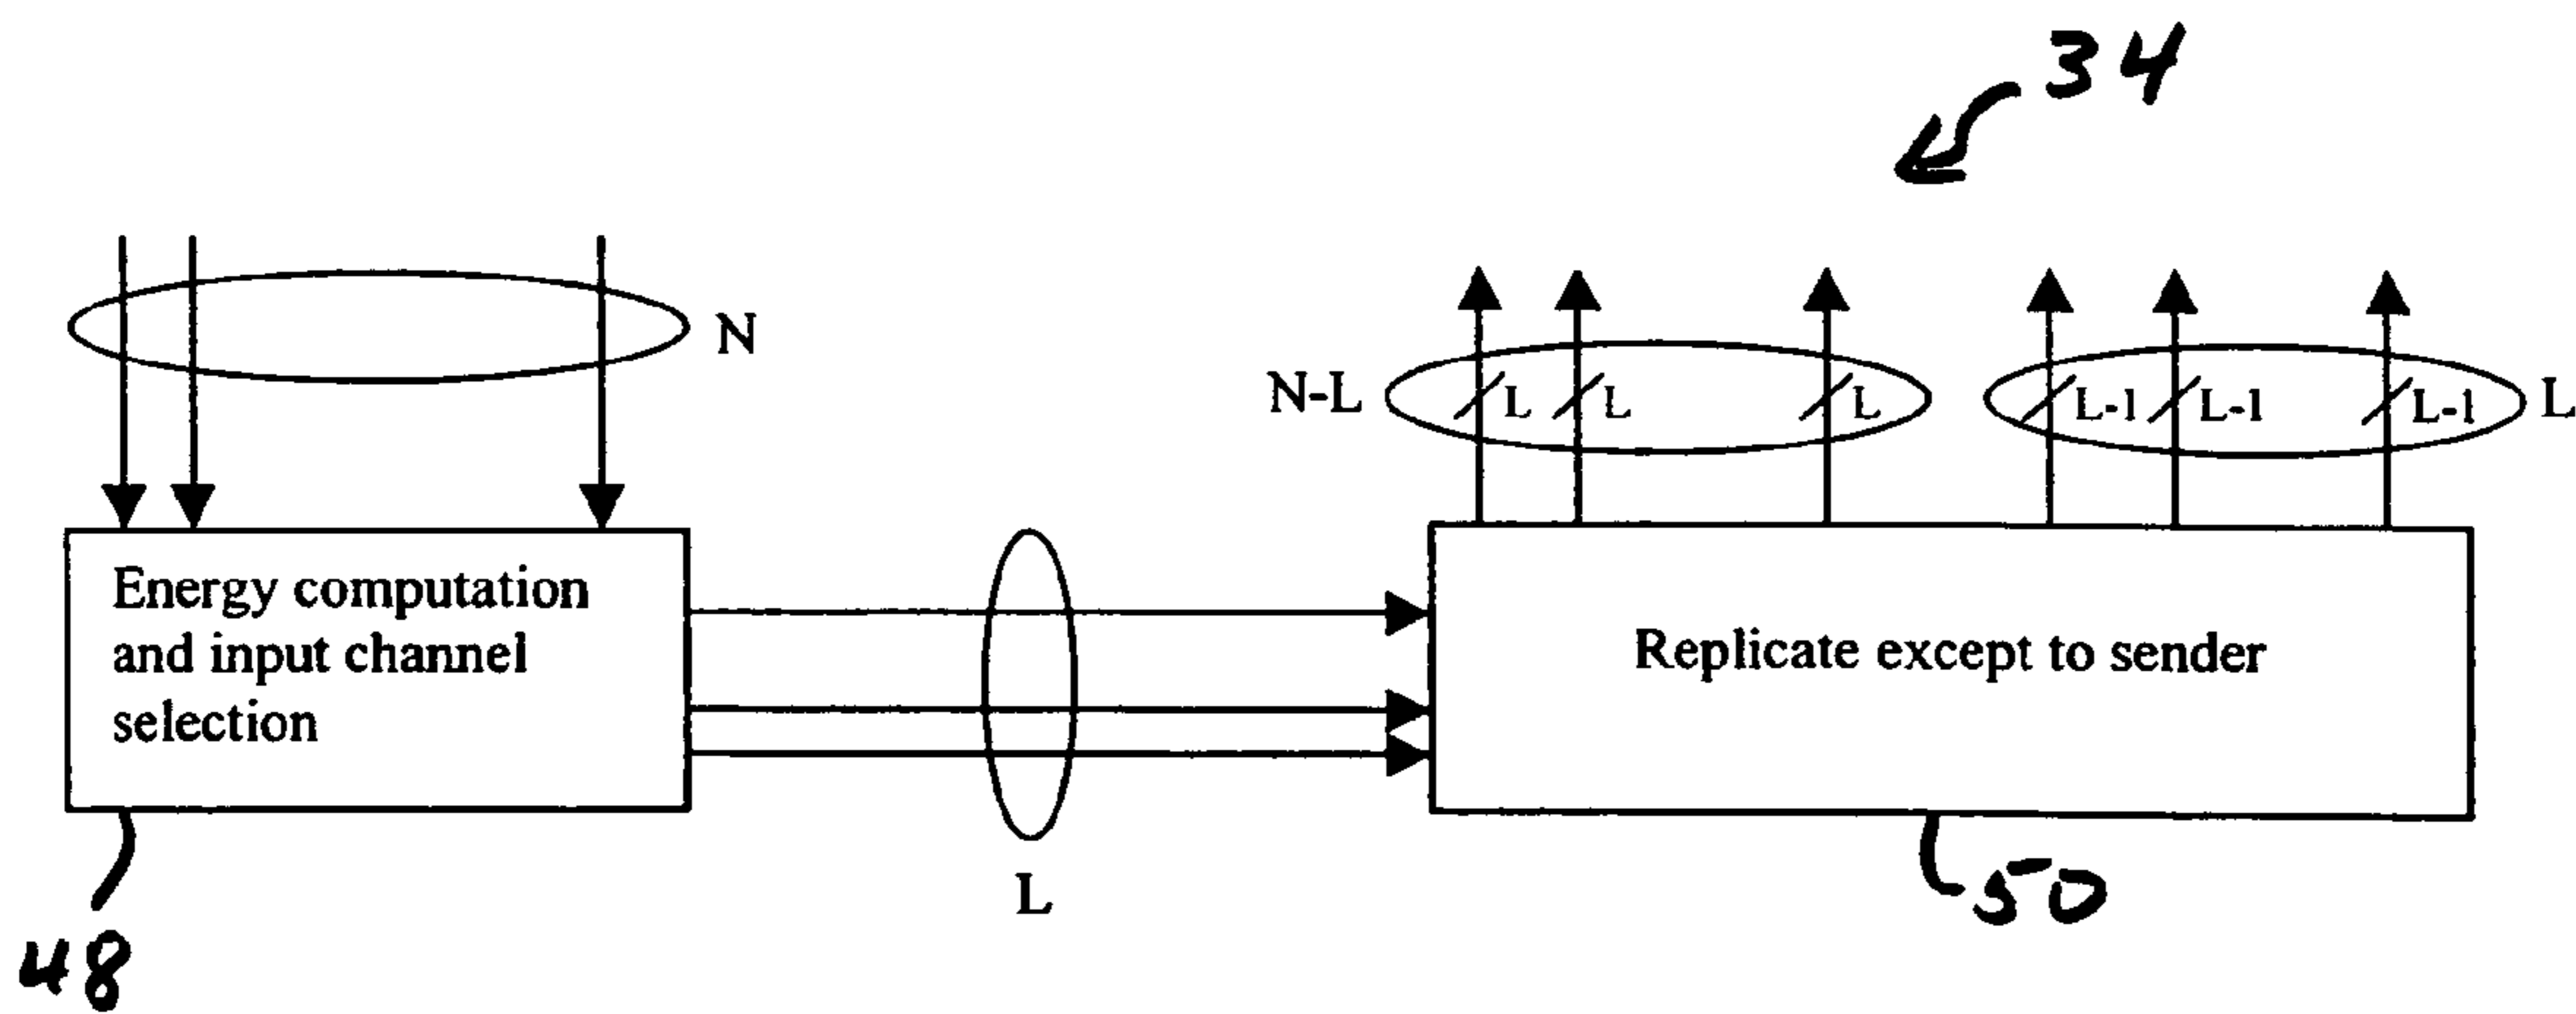 34
N
N-L
L
L
L
L-1
L-1
L-1
L
Energy computation
and input channel
selection
Replicate except to sender
L
50
48